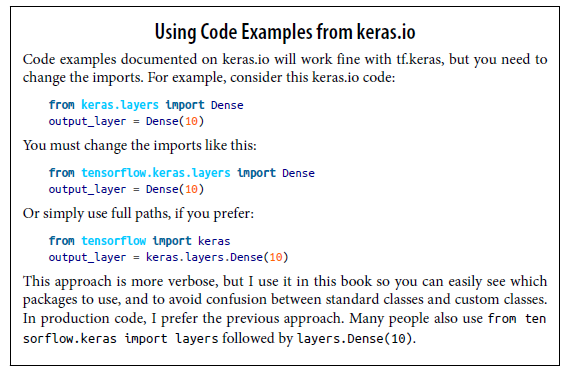 Using Code Examples from keras.io
Code examples documented on keras.io will work fine with tf.keras, but you need to
change the imports. For example, consider this keras.io code:
from keras.layers import Dense
output_layer = Dense(10)
You must change the imports like this:
from tensorflow.keras.layers import Dense
output_layer = Dense(10)
Or simply use full paths, if you prefer:
from tensorflow import keras
output_layer = keras.layers.Dense(10)
This approach is more verbose, but I use it in this book so you can easily see which
packages to use, and to avoid confusion between standard classes and custom classes.
In production code, I prefer the previous approach. Many people also use from ten
sorflow.keras import layers followed by layers.Dense(10).